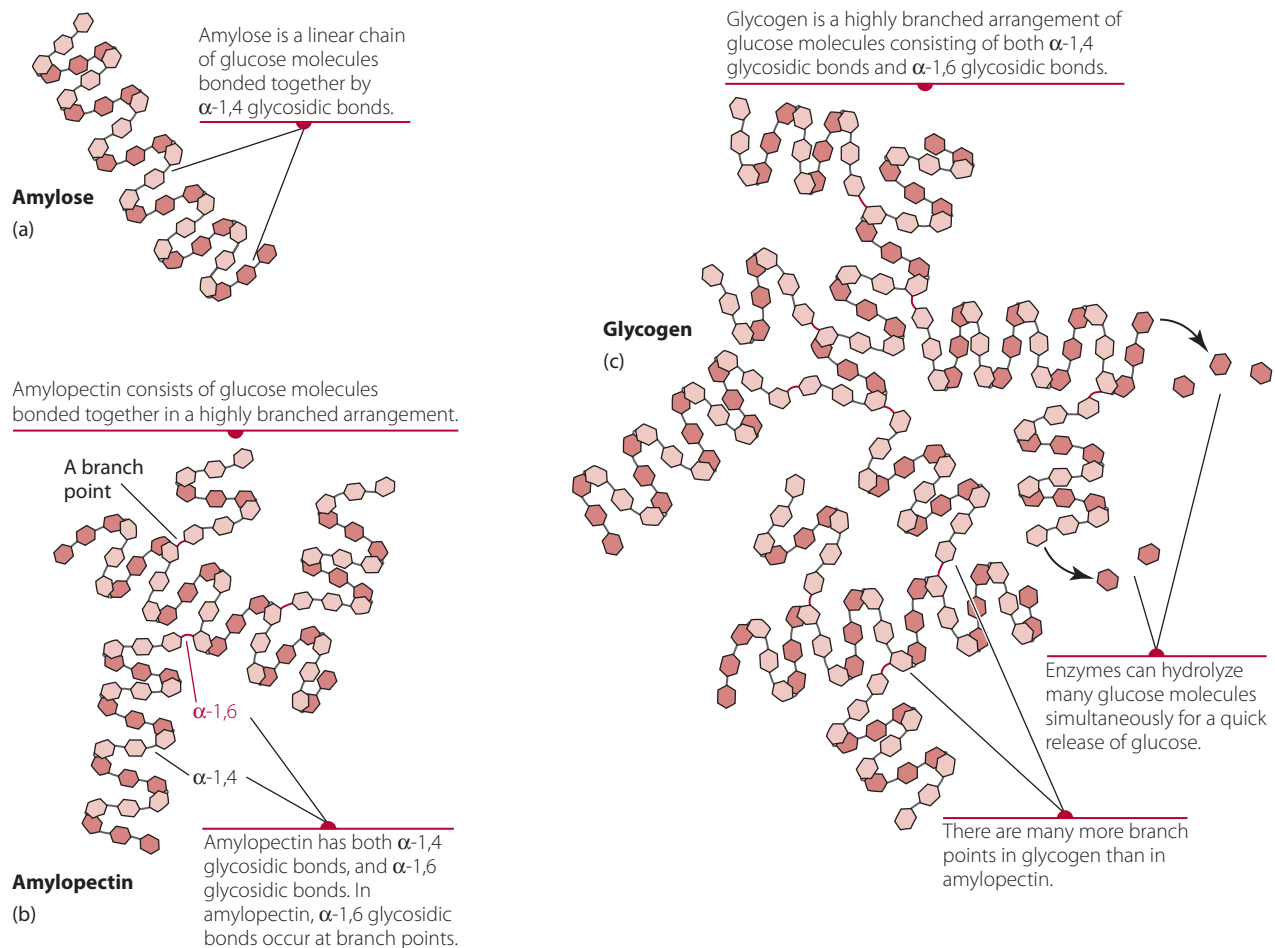 Amylose is a linear chain
of glucose molecules
bonded together by
α-1,4 glycosidic bonds.
Amylose
(a)
Amylopectin consists of glucose molecules
bonded together in a highly branched arrangement.
A branch
point
α-1,6
α-1,4
Amylopectin has both α-1,4
glycosidic bonds, and α-1,6
glycosidic bonds. In
amylopectin, α-1,6 glycosidic
bonds occur at branch points.
Amylopectin
(b)
Glycogen is a highly branched arrangement of
glucose molecules consisting of both α-1,4
glycosidic bonds and α-1,6 glycosidic bonds.
Glycogen
(c)
Enzymes can hydrolyze
many glucose molecules
simultaneously for a quick
release of glucose.
There are many more branch
points in glycogen than in
amylopectin.